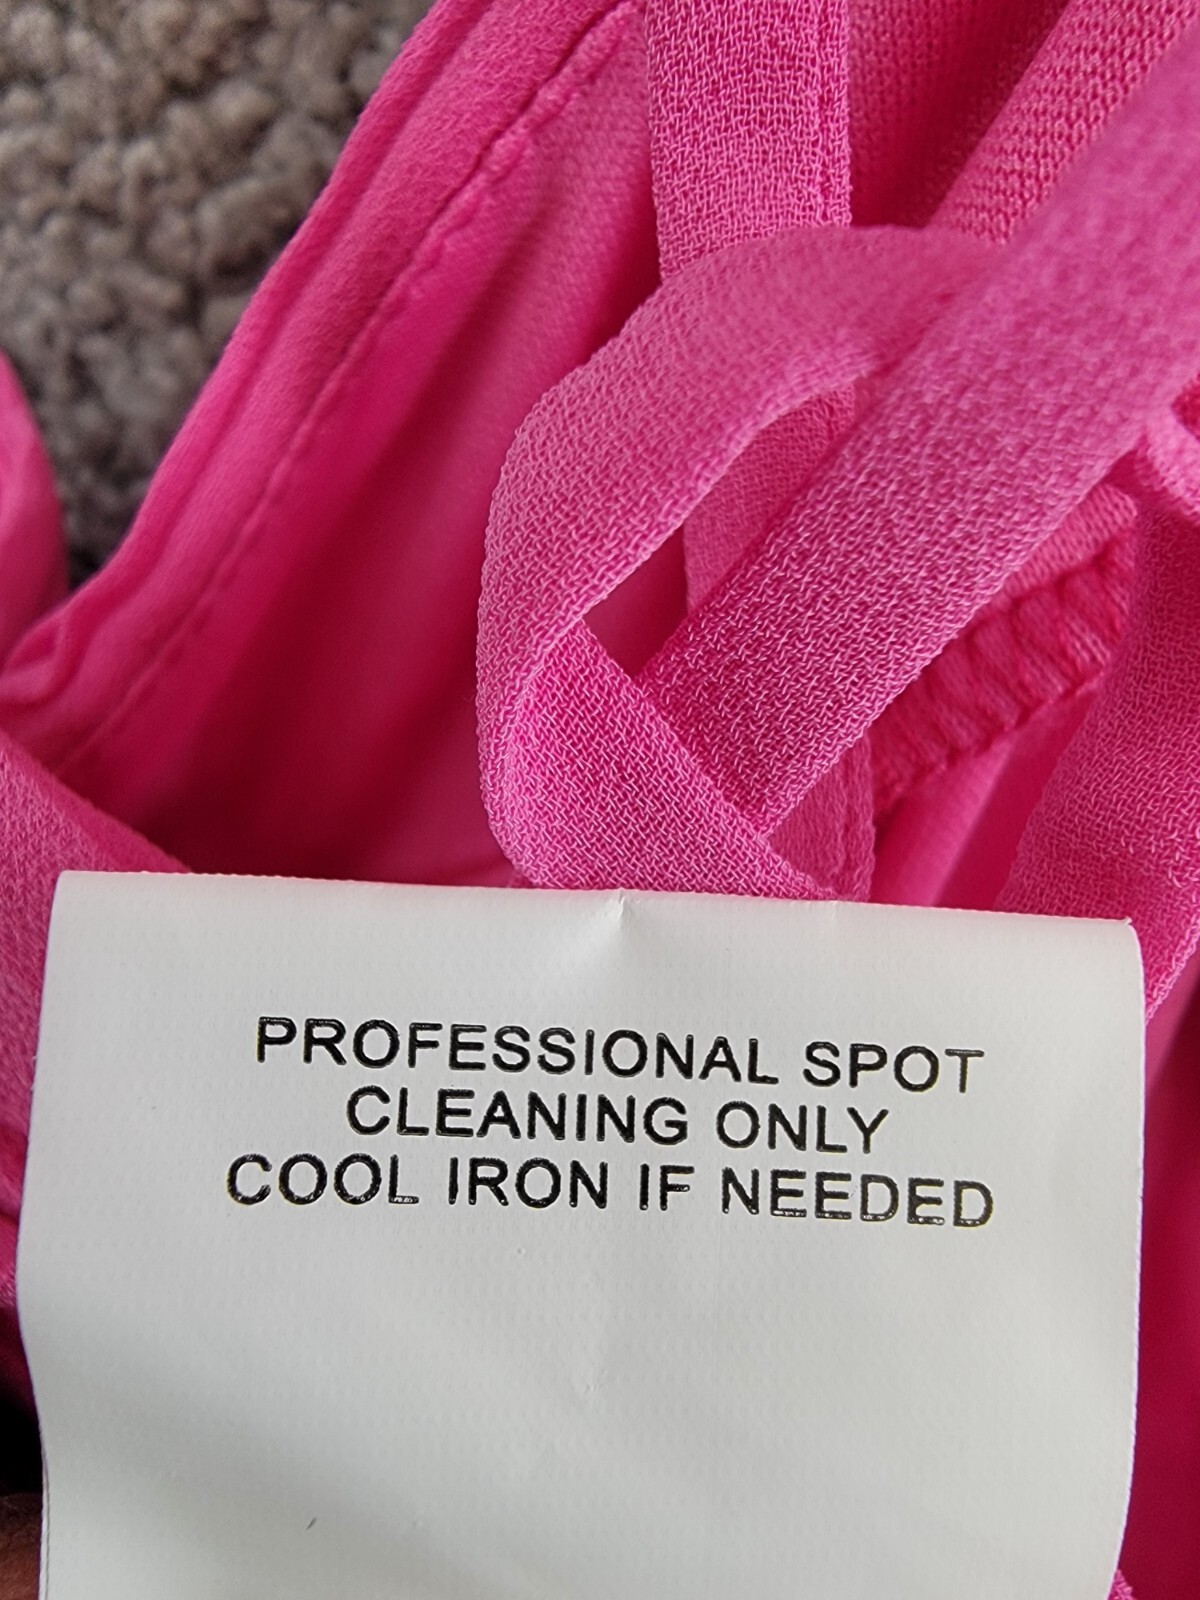 PROFESSIONAL SPOT
CLEANING ONLY
COOL IRON IF NEEDED